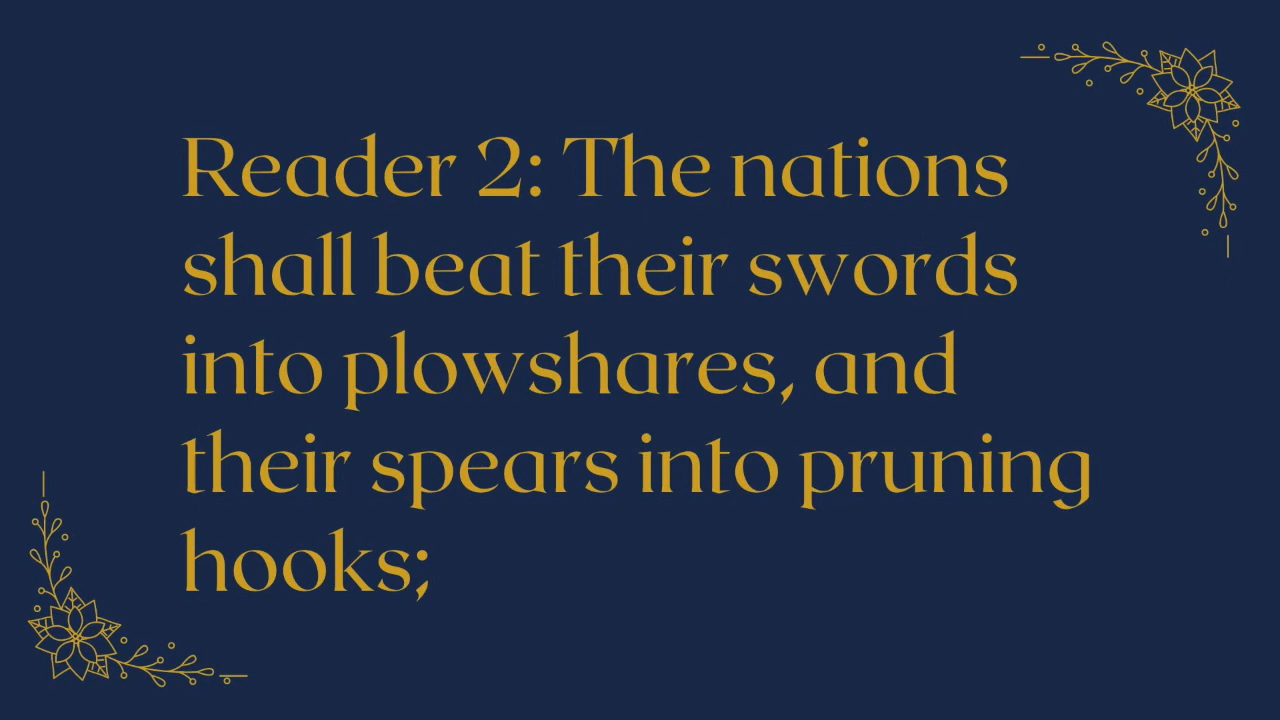 Reader 2: The nations
shall beat their swords
into plowshares, and
their spears into pruning
hooks;